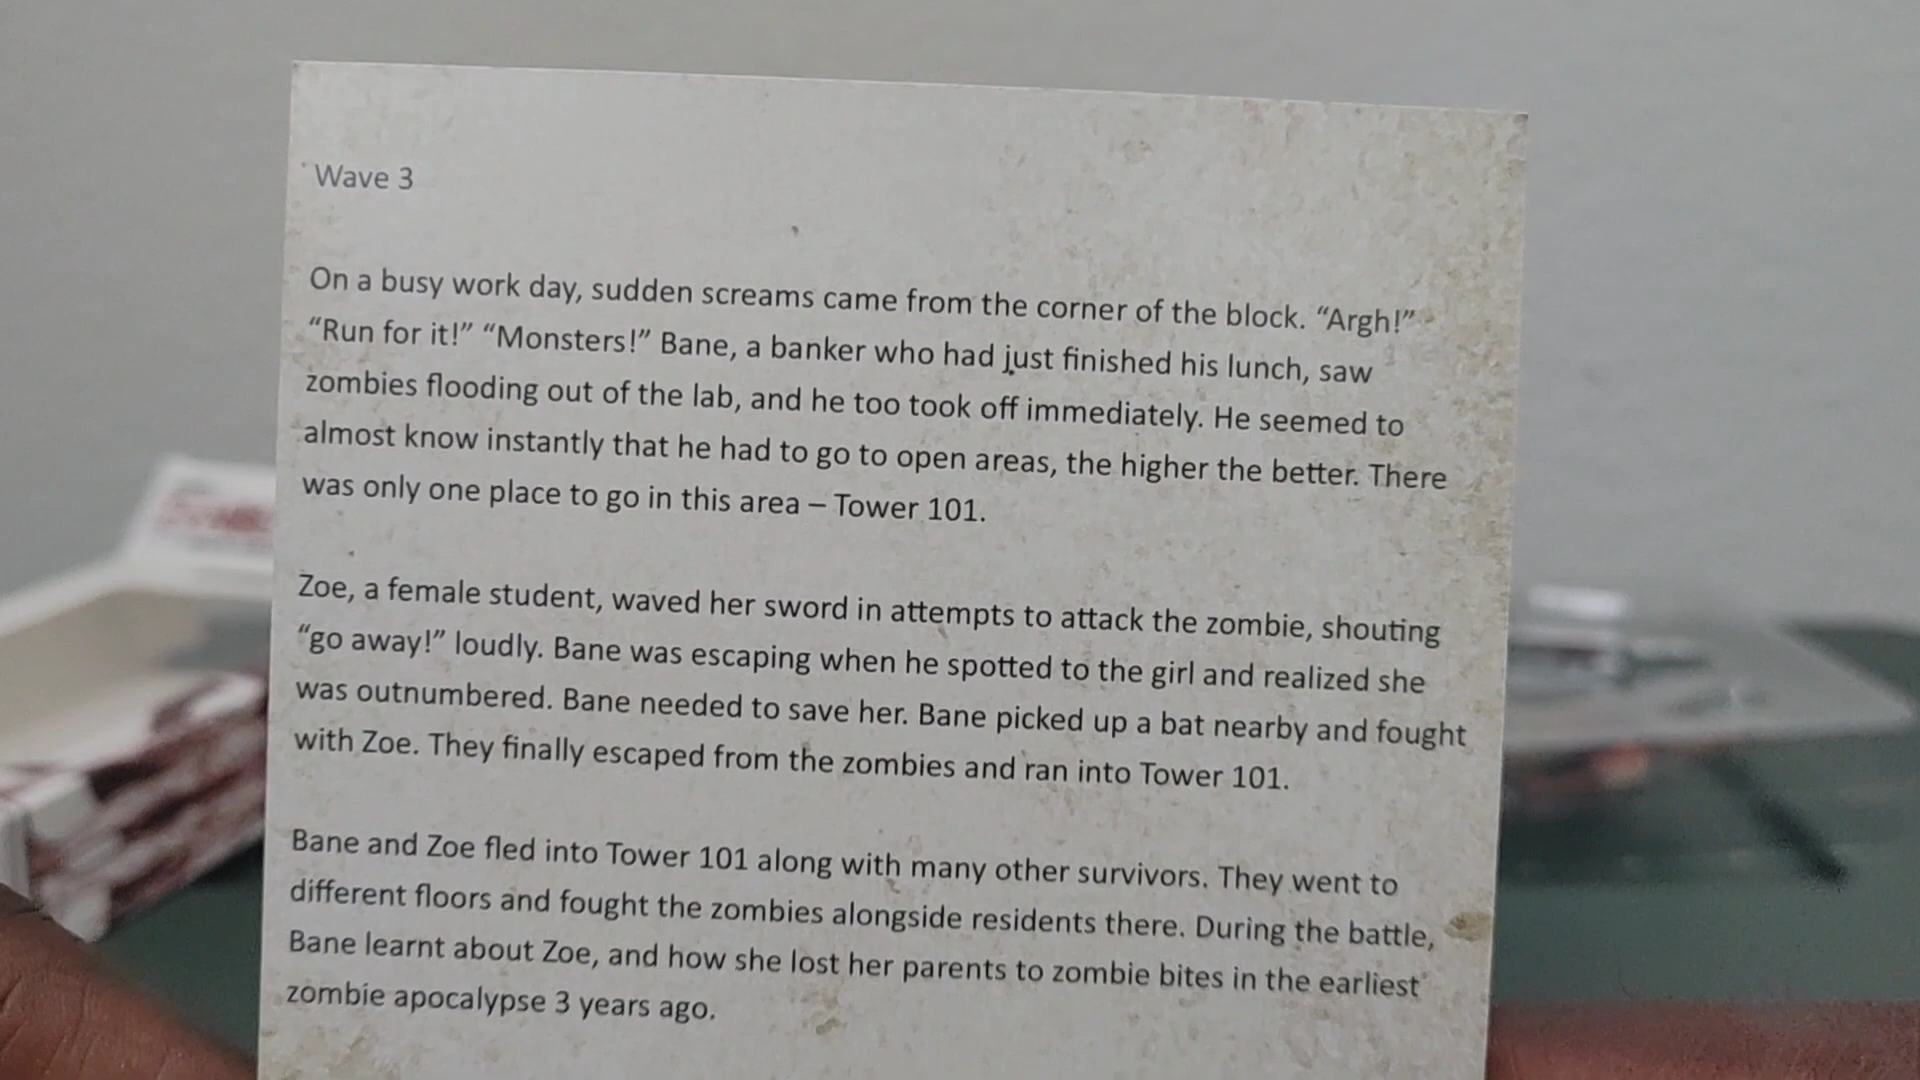 Wave 3
On a busy work day, sudden screams came from the corner of the block. “Argh!”
“Run for it!” “Monsters!” Bane, a banker who had just finished his lunch, saw
zombies flooding out of the lab, and he too took off immediately. He seemed to
almost know instantly that he had to go to open areas, the higher the better. There
was only one place to go in this area – Tower 101.
Zoe, a female student, waved her sword in attempts to attack the zombie, shouting
“go away!” loudly. Bane was escaping when he spotted to the girl and realized she
was outnumbered. Bane needed to save her. Bane picked up a bat nearby and fought
with Zoe. They finally escaped from the zombies and ran into Tower 101.
Bane and Zoe fled into Tower 101 along with many other survivors. They went to
different floors and fought the zombies alongside residents there. During the battle,
Bane learnt about Zoe, and how she lost her parents to zombie bites in the earliest
zombie apocalypse 3 years ago.